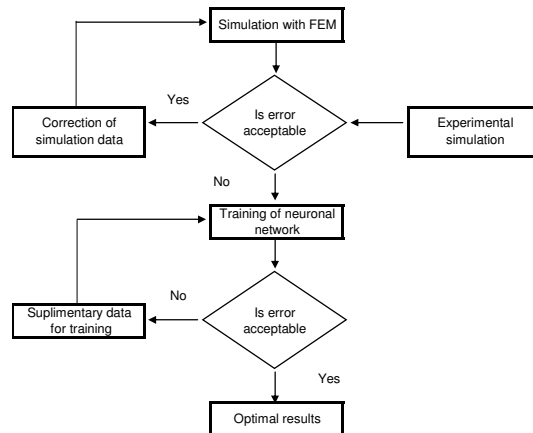 Simulation with FEM
Yes
Correction of
simulation data
Is error
acceptable
Experimental
simulation
No
Training of neuronal
network
No
Suplimentary data
for training
Is error
acceptable
Yes
Optimal results